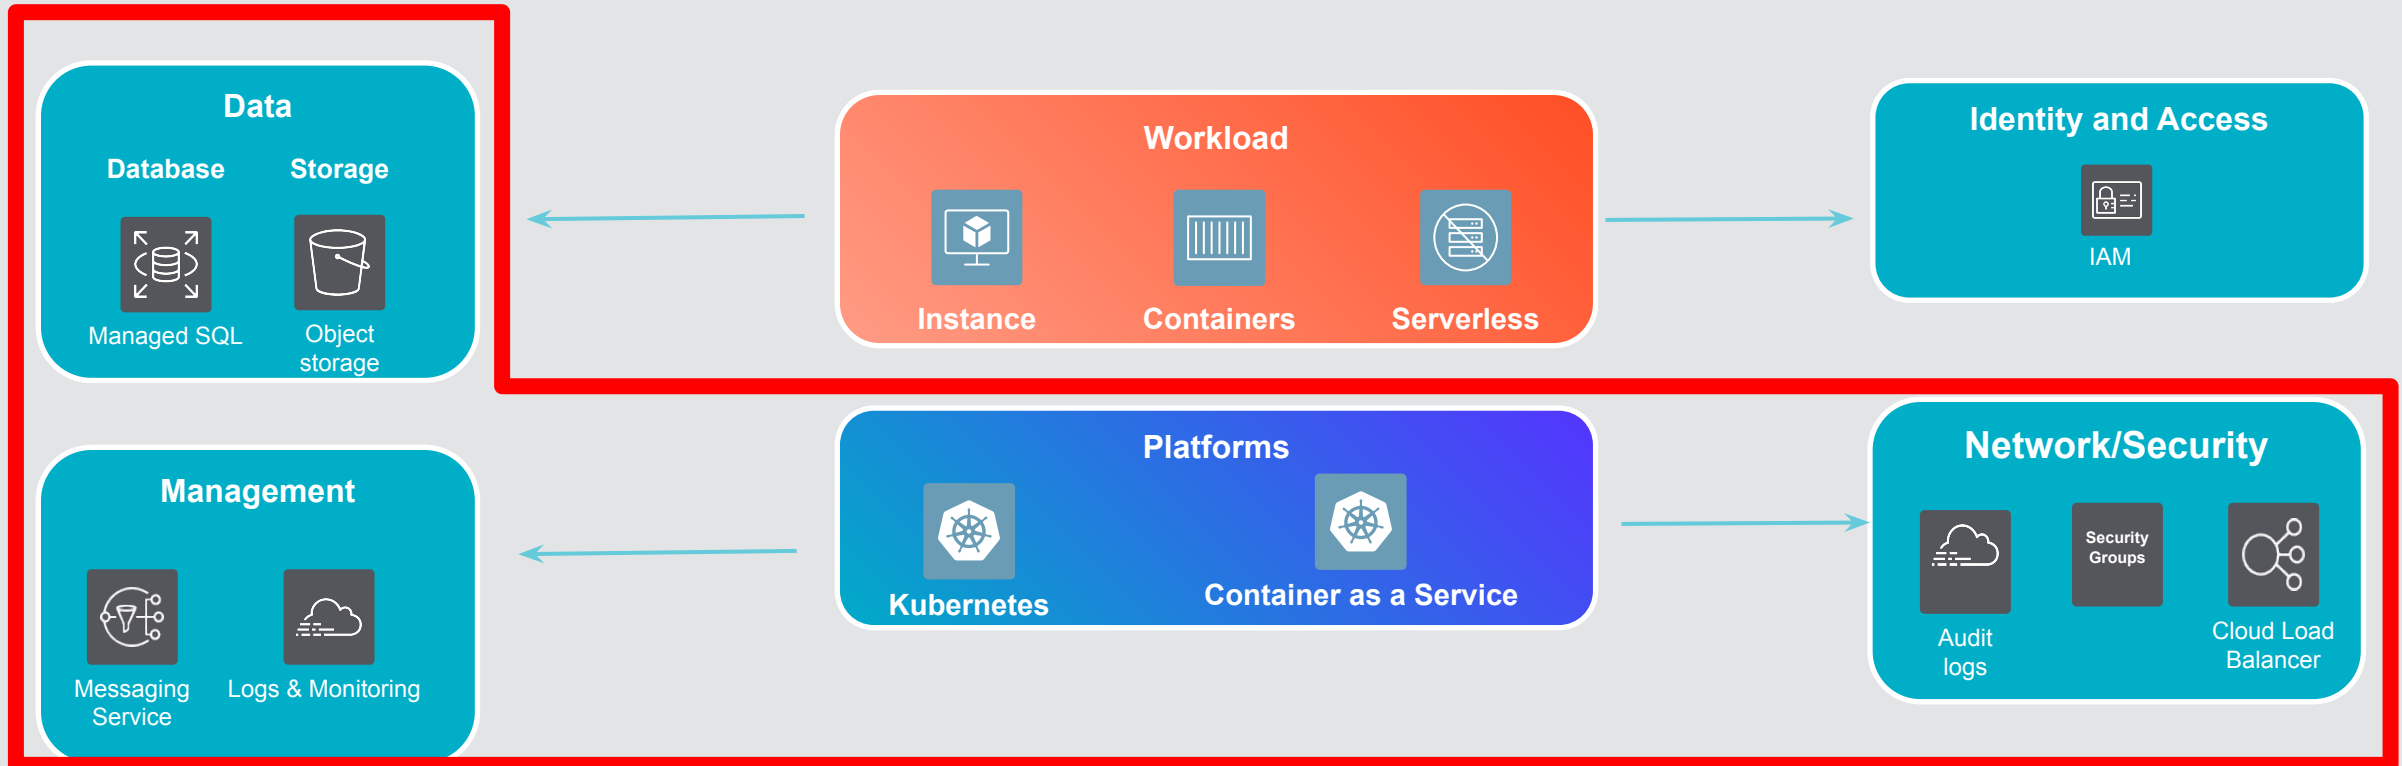 Data
Database
Storage
Managed SQL
Object
storage
Workload
Instance
Containers
Serverless
Identity and Access
IAM
Management
Messaging
Service
Logs & Monitoring
Platforms
Kubernetes
Container as a Service
Network/Security
Audit
logs
Security
Groups
Cloud Load
Balancer